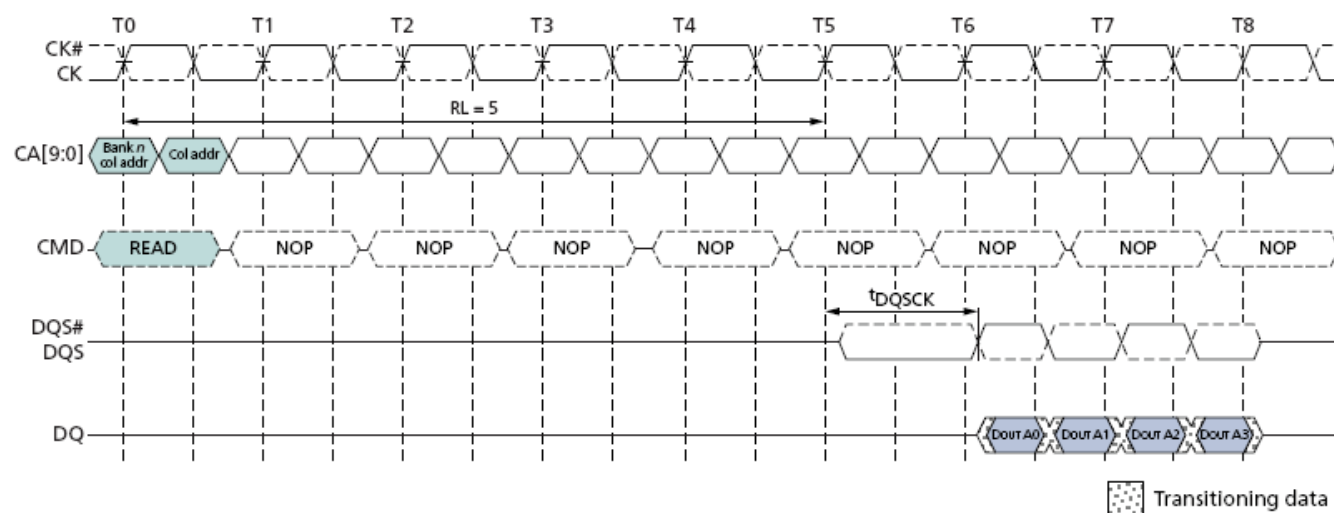 T0 T1 T2 T3 T4 T5 T6 T7 T8
CK#
CK
RL = 5
CA[9:0] Bank n col addr Col addr
CMD READ NOP NOP NOP NOP NOP NOP NOP NOP
tDQSCK
DQS#
DQS
DQ DOUT A0 DOUT A1 DOUT A2 DOUT A3
Transitioning data